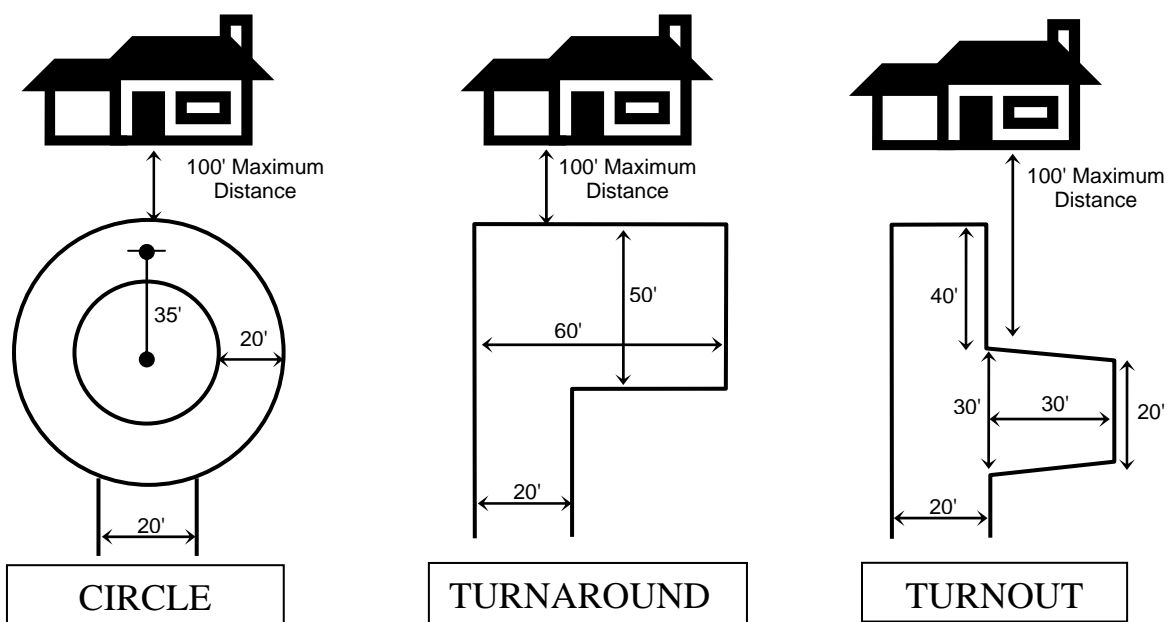 100' Maximum
Distance
35'
20'
20'
CIRCLE
100' Maximum
Distance
50'
60'
20'
TURNAROUND
100' Maximum
Distance
40'
30'
30'
20'
20'
TURNOUT